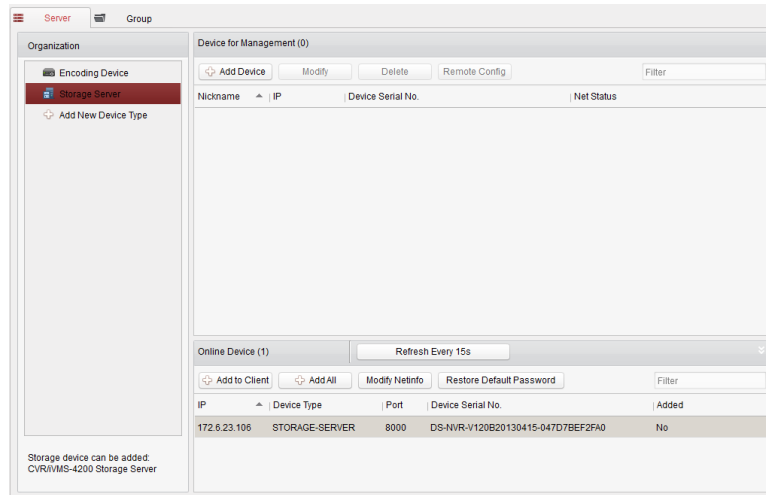 Server
Group
Organization
Encoding Device
Storage Server
Add New Device Type
Storage device can be added:
CVR/iVMS-4200 Storage Server
Device for Management (0)
Add Device Modify Delete Remote Config Filter
Nickname IP Device Serial No. Net Status
Online Device (1) Refresh Every 15s
Add to Client Add All Modify Netinfo Restore Default Password Filter
IP Device Type Port Device Serial No. Added
172.6.23.106 STORAGE-SERVER 8000 DS-NVR-V120B20130415-047D7BEF2FA0 No